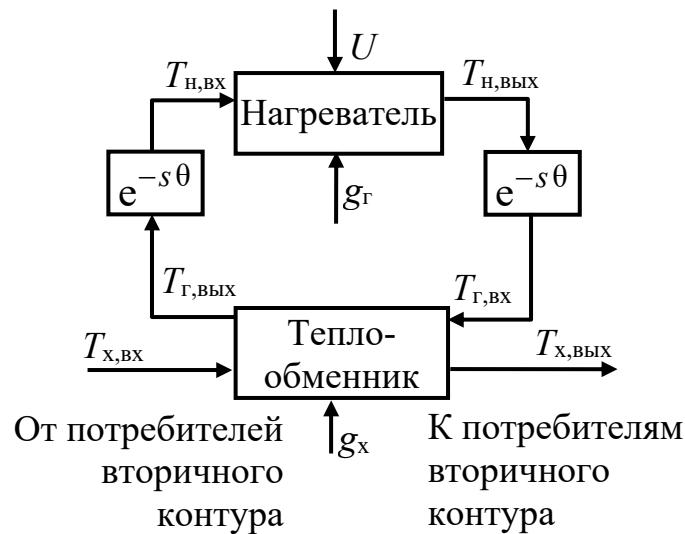 U
Tн,вх
Tн,вых
Нагреватель
e−sθ
e−sθ
gг
Tг,вых
Tг,вх
Tх,вх
Тепло-
обменник
Tх,вых
gх
От потребителей
вторичного
контура
К потребителям
вторичного
контура